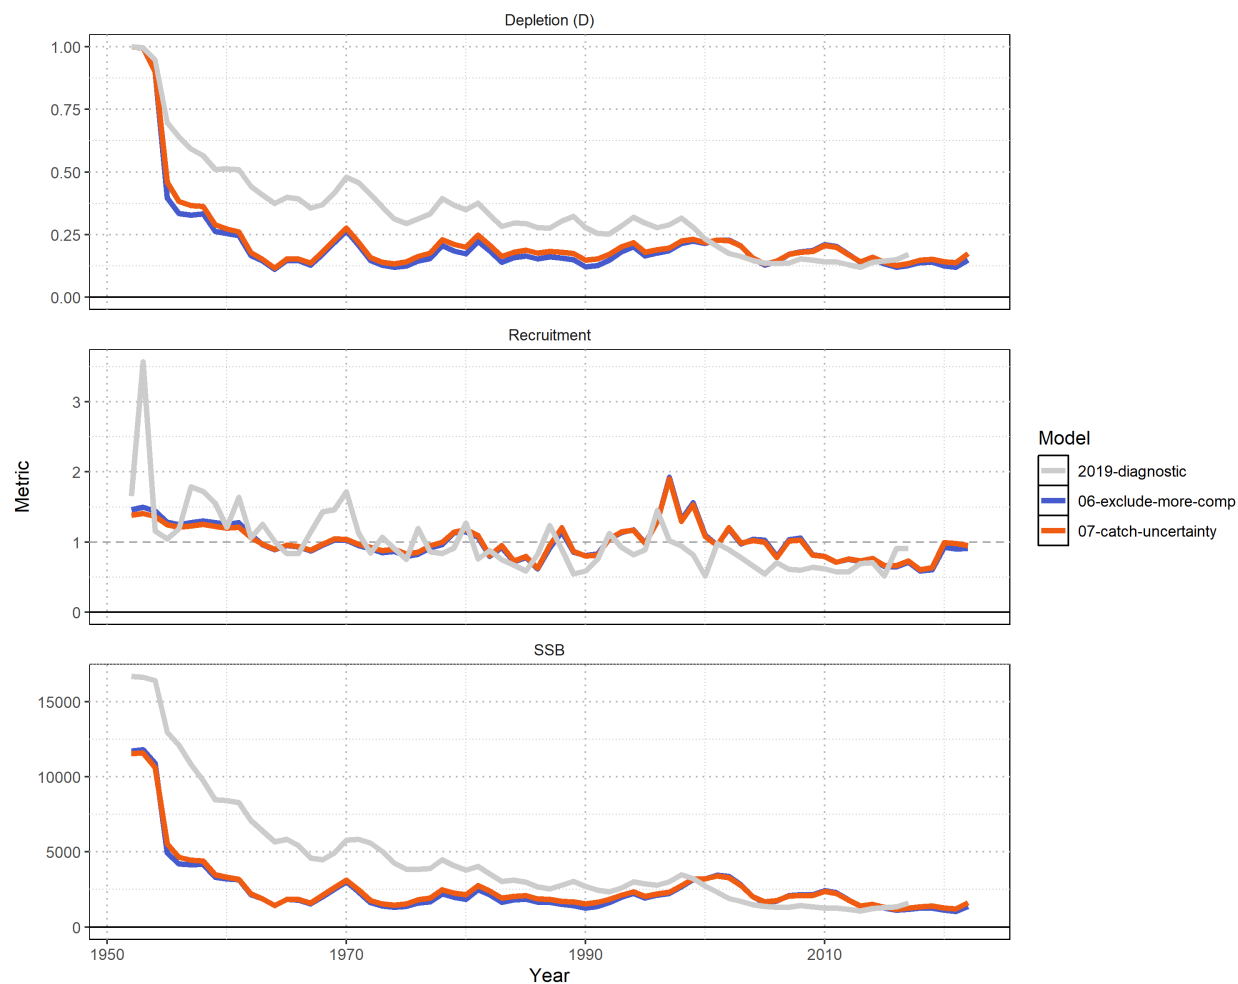 Depletion (D)
1.00
0.75
0.50
0.25
0.00
Recruitment
3
2
1
0
SSB
15000
10000
5000
0
1950
1970
1990
2010
Year
Metric
Model
2019-diagnostic
06-exclude-more-comp
07-catch-uncertainty